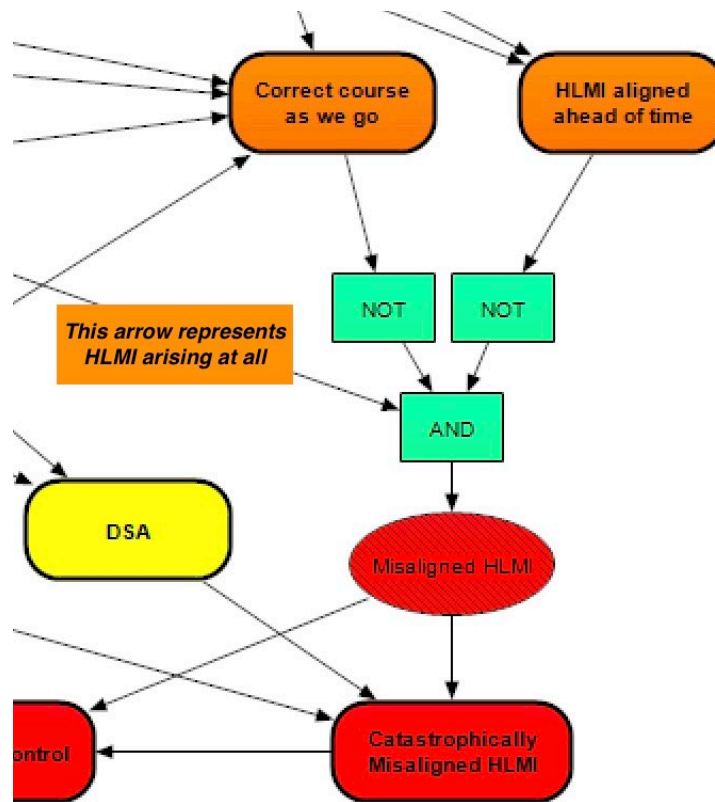 Correct course
as we go
HLMI aligned
ahead of time
NOT
NOT
This arrow represents
HLMI arising at all
AND
DSA
Misaligned HLMI
ontrol
Catastrophically
Misaligned HLMI